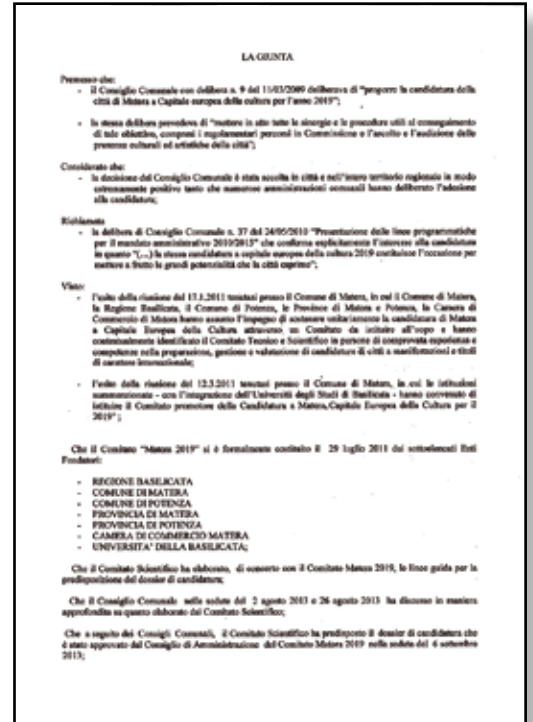 LA GIUNTA
Premesso che:
- il Consiglio Comunale con delibera n. 9 del 11/03/2009 deliberava di "proporre la candidatura della
città di Matera a Capitale europea della cultura per l'anno 2019";
- la stessa delibera prevedeva di "mettere in atto tutte le sinergie e le procedure utili al conseguimento
di tale obiettivo, compresi i regolamentari percorsi in Commissione e l'ascolto e l'audizione delle
presenze culturali ed artistiche della città";
Considerato che:
- la decisione del Consiglio Comunale è stata accolta in città e nell'intero territorio regionale in modo
estremamente positivo tanto che numerose amministrazioni comunali hanno deliberato l'adesione
alla candidatura;
Richiamata
- la delibera di Consiglio Comunale n. 37 del 24/05/2010 "Presentazione delle linee programmatiche
per il mandato amministrativo 2010/2015" che conferma esplicitamente l'interesse alla candidatura
in quanto "(...) la stessa candidatura a capitale europea della cultura 2019 costituisce l'occasione per
mettere a frutto le grandi potenzialità che la città esprime";
Visto:
- l'esito della riunione del 17.1.2011 tenutasi presso il Comune di Matera, in cui il Comune di Matera,
la Regione Basilicata, il Comune di Potenza, le Province di Matera e Potenza, la Camera di
Commercio di Matera hanno assunto l'impegno di sostenere unitariamente la candidatura di Matera
a Capitale Europea della Cultura attraverso un Comitato da istituire all'uopo e hanno
contestualmente identificato il Comitato Tecnico e Scientifico in persone di comprovata esperienza e
competenze nella preparazione, gestione e valutazione di candidature di città a manifestazioni e titoli
di carattere internazionale;
- l'esito della riunione del 12.3.2011 tenutasi presso il Comune di Matera, in cui le istituzioni
summenzionate - con l'integrazione dell'Università degli Studi di Basilicata - hanno convenuto di
istituire il Comitato promotore della Candidatura a Matera,Capitale Europea della Cultura per il
2019" ;
Che il Comitato "Matera 2019" si è formalmente costituito il 29 luglio 2011 dai sottoelencati Enti
Fondatori:
- REGIONE BASILICATA
- COMUNE DI MATERA
- COMUNE DI POTENZA
- PROVINCIA DI MATERA
- PROVINCIA DI POTENZA
- CAMERA DI COMMERCIO MATERA
- UNIVERSITA' DELLA BASILICATA;
Che il Comitato Scientifico ha elaborato, di concerto con il Comitato Matera 2019, le linee guida per la
predisposizione del dossier di candidatura;
Che il Consiglio Comunale nelle sedute del 2 agosto 2013 e 26 agosto 2013 ha discusso in maniera
approfondita su quanto elaborato dal Comitato Scientifico;
Che a seguito dei Consigli Comunali, il Comitato Scientifico ha predisposto il dossier di candidatura che
è stato approvato dal Consiglio di Amministrazione del Comitato Matera 2019 nella seduta del 6 settembre
2013;